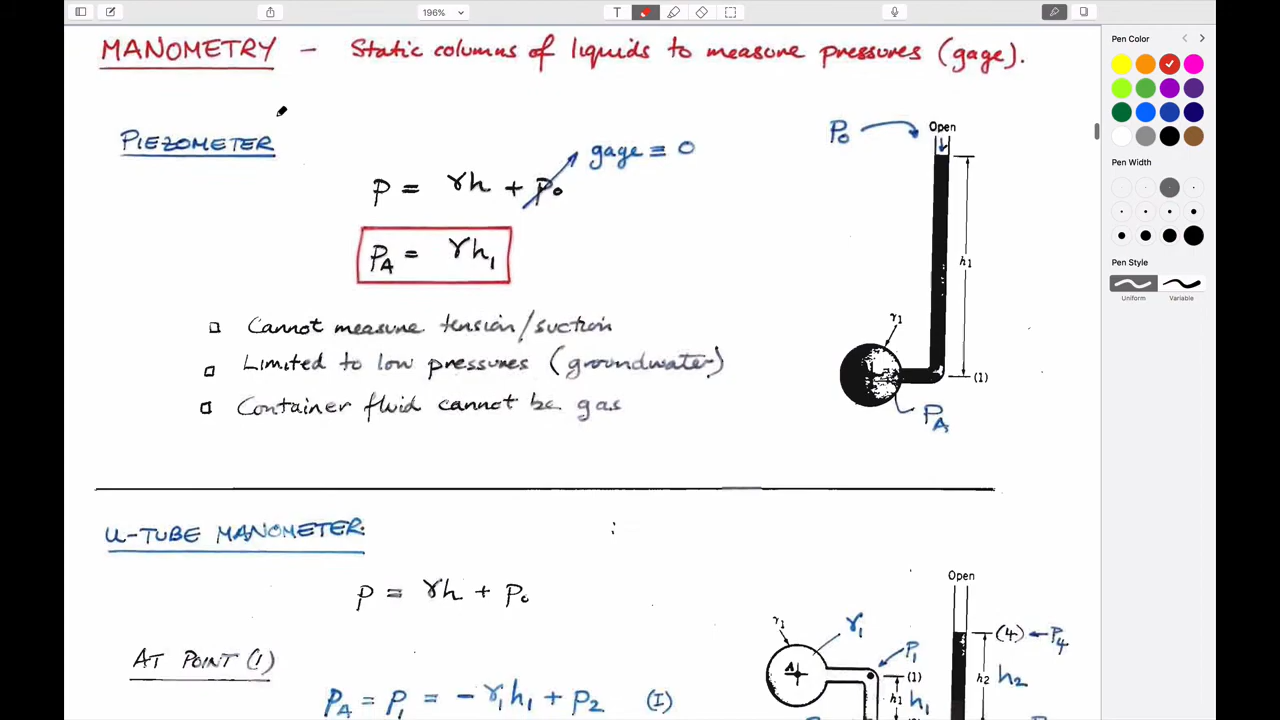 196%
T
Pen Color
MANOMETRY – Static columns of liquids to measure pressures (gage).
PIEZOMETER
P = γh + p₀ gage ≡ 0
P_A = γh₁
□ Cannot measure tension/suction
□ Limited to low pressures (groundwater)
□ Container fluid cannot be gas
P₀ Open
h₁
γ₁
(1)
P_A
Pen Width
Pen Style
Uniform Variable
U-TUBE MANOMETER
P = γh + P₀
AT POINT (1)
P_A = P₁ = −γ₁h₁ + P₂ (I)
Open
(4) P₄
γ₁ γ₁ P₁
A (1)
h₁ h₁
h₂ h₂